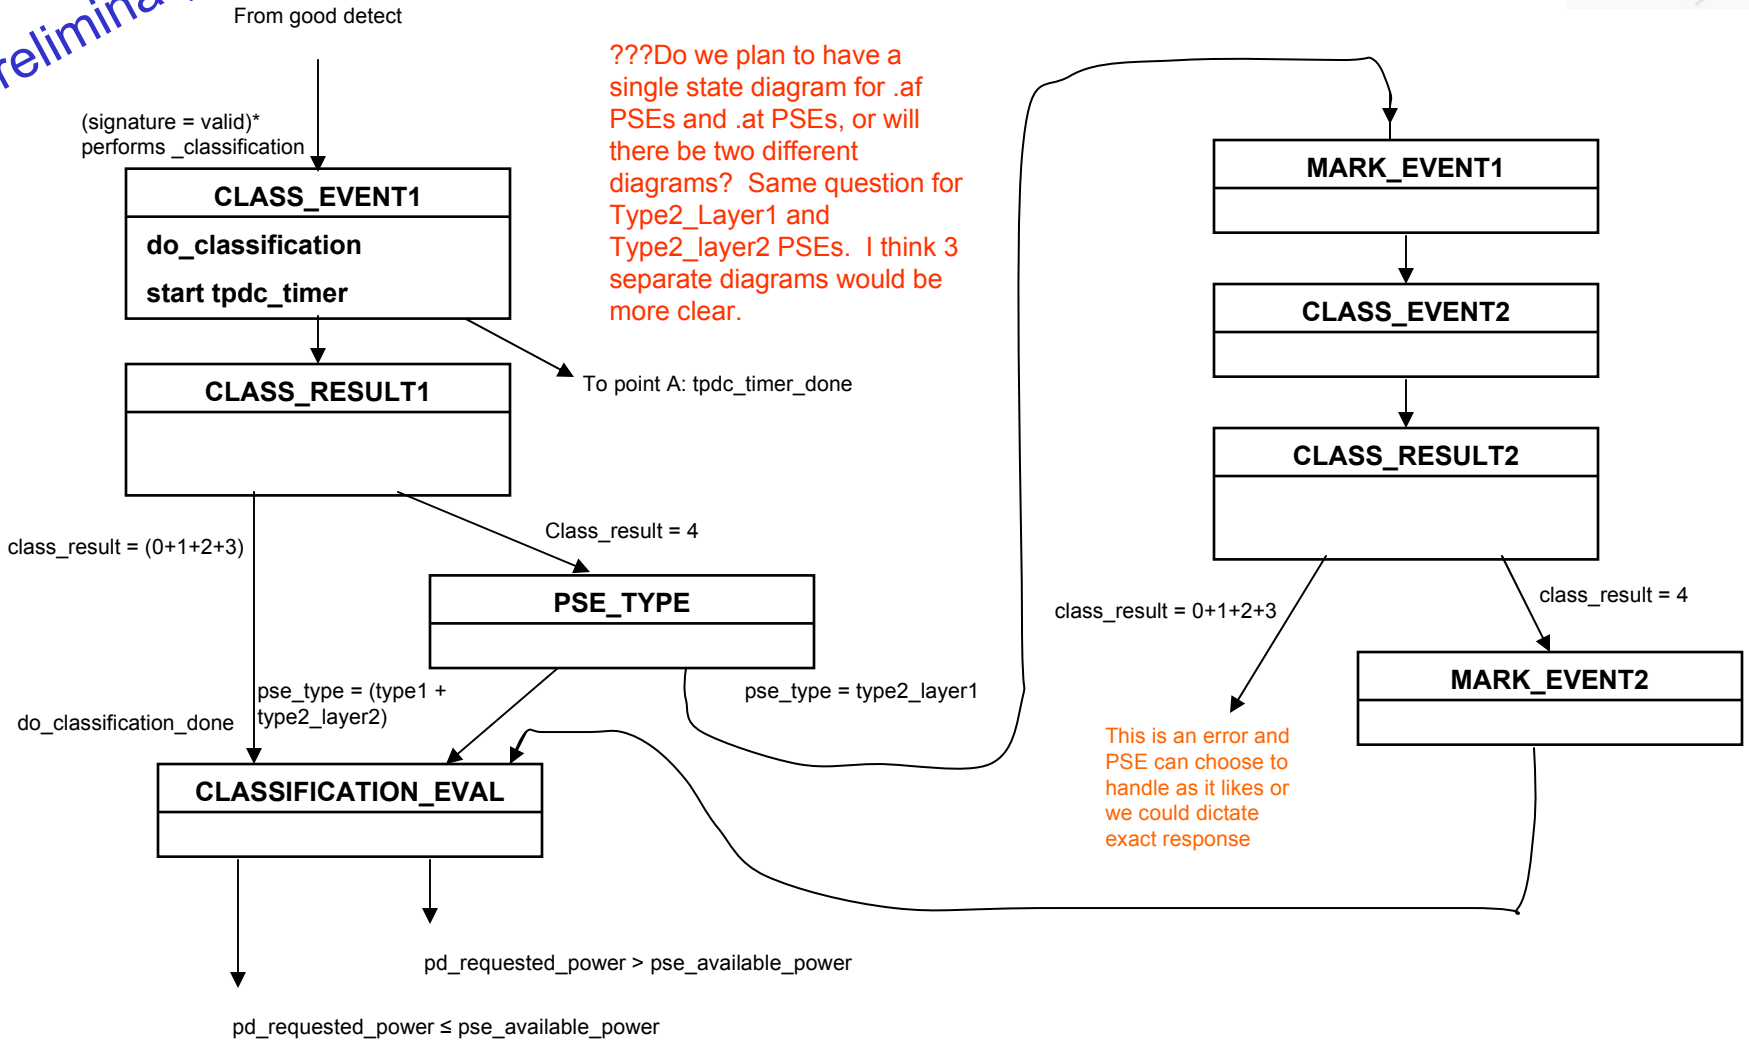 From good detect
(signature = valid)*
performs _classification
CLASS_EVENT1
do_classification
start tpdc_timer
CLASS_RESULT1
To point A: tpdc_timer_done
class_result = (0+1+2+3)
Class_result = 4
PSE_TYPE
pse_type = (type1 +
type2_layer2)
pse_type = type2_layer1
do_classification_done
CLASSIFICATION_EVAL
pd_requested_power > pse_available_power
pd_requested_power ≤ pse_available_power
???Do we plan to have a
single state diagram for .af
PSEs and .at PSEs, or will
there be two different
diagrams?  Same question for
Type2_Layer1 and
Type2_layer2 PSEs.  I think 3
separate diagrams would be
more clear.
MARK_EVENT1
CLASS_EVENT2
CLASS_RESULT2
class_result = 0+1+2+3
class_result = 4
MARK_EVENT2
This is an error and
PSE can choose to
handle as it likes or
we could dictate
exact response